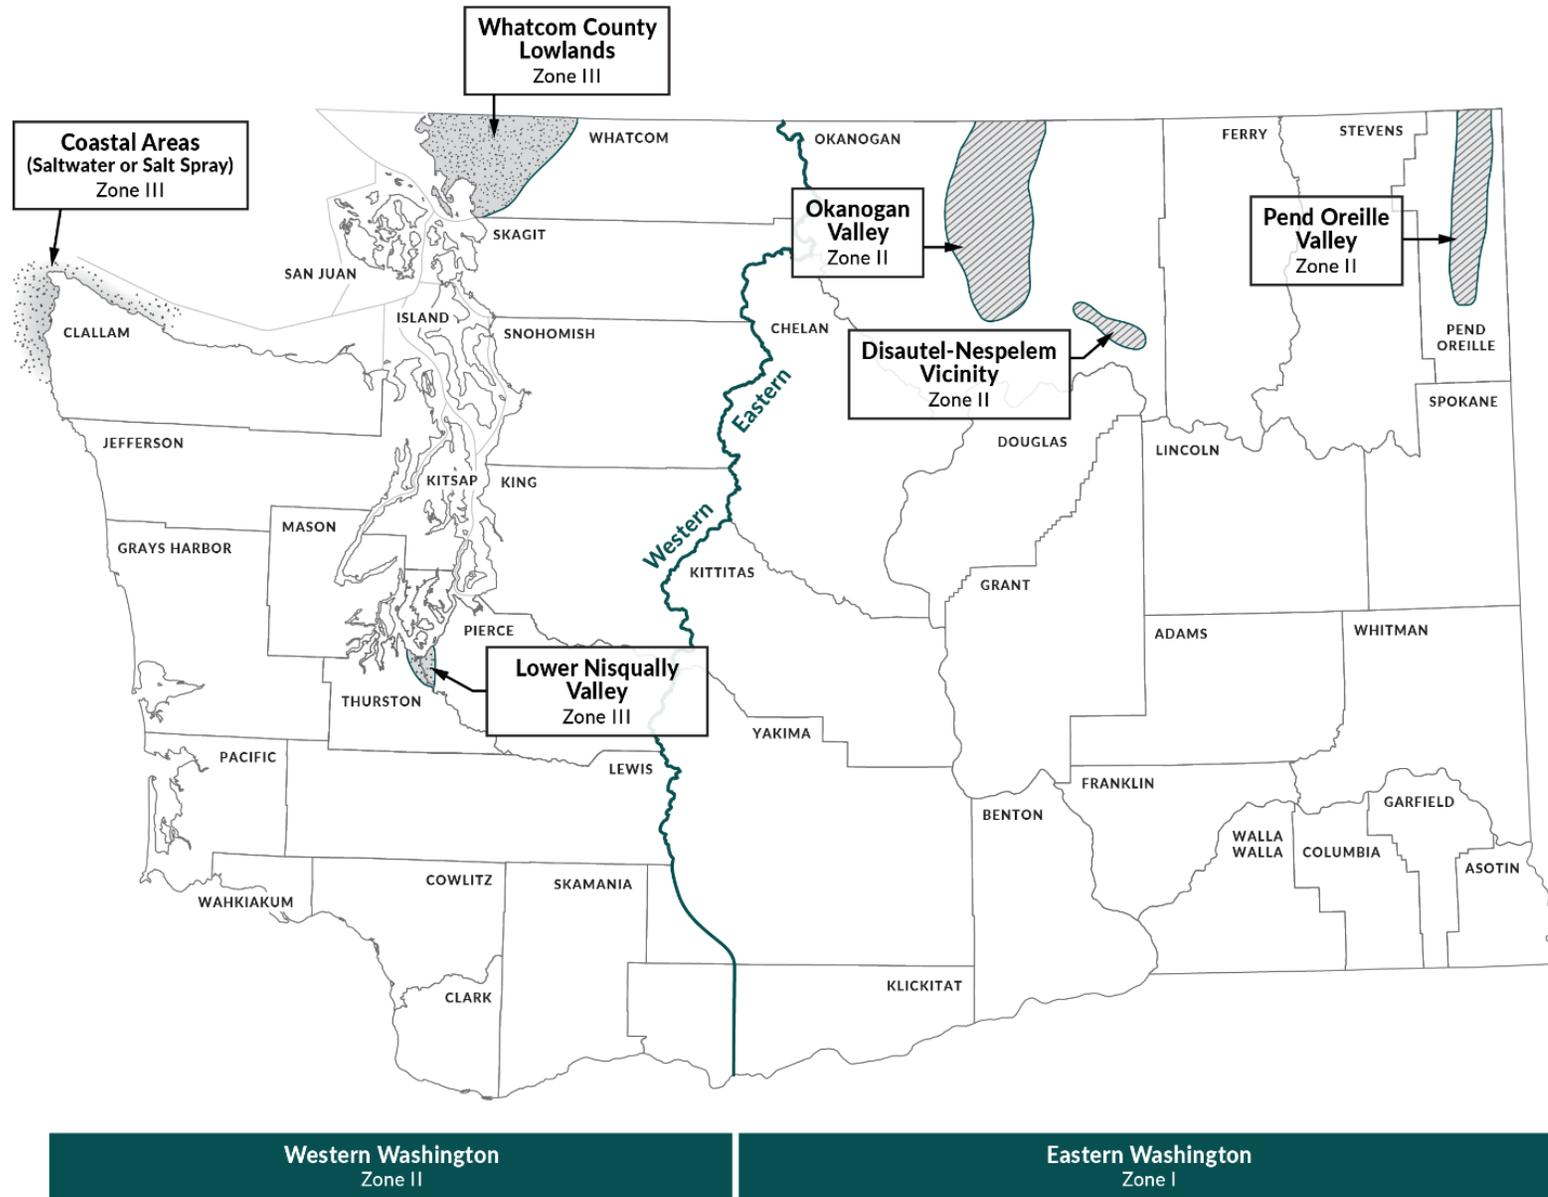 Whatcom County
Lowlands
Zone III
Coastal Areas
(Saltwater or Salt Spray)
Zone III
WHATCOM
OKANOGAN
FERRY
STEVENS
Okanogan
Valley
Zone II
Pend Oreille
Valley
Zone II
SKAGIT
SAN JUAN
ISLAND
CLALLAM
SNOHOMISH
CHELAN
PEND
OREILLE
Disautel-Nespelem
Vicinity
Zone II
Eastern
SPOKANE
JEFFERSON
DOUGLAS
LINCOLN
KITSAP
KING
MASON
Western
GRAYS HARBOR
KITTITAS
GRANT
PIERCE
ADAMS
WHITMAN
Lower Nisqually
Valley
Zone III
THURSTON
YAKIMA
PACIFIC
LEWIS
FRANKLIN
BENTON
GARFIELD
WALLA
WALLA
COLUMBIA
ASOTIN
COWLITZ
SKAMANIA
WAHKIAKUM
KLICKITAT
CLARK
Western Washington
Zone II
Eastern Washington
Zone I